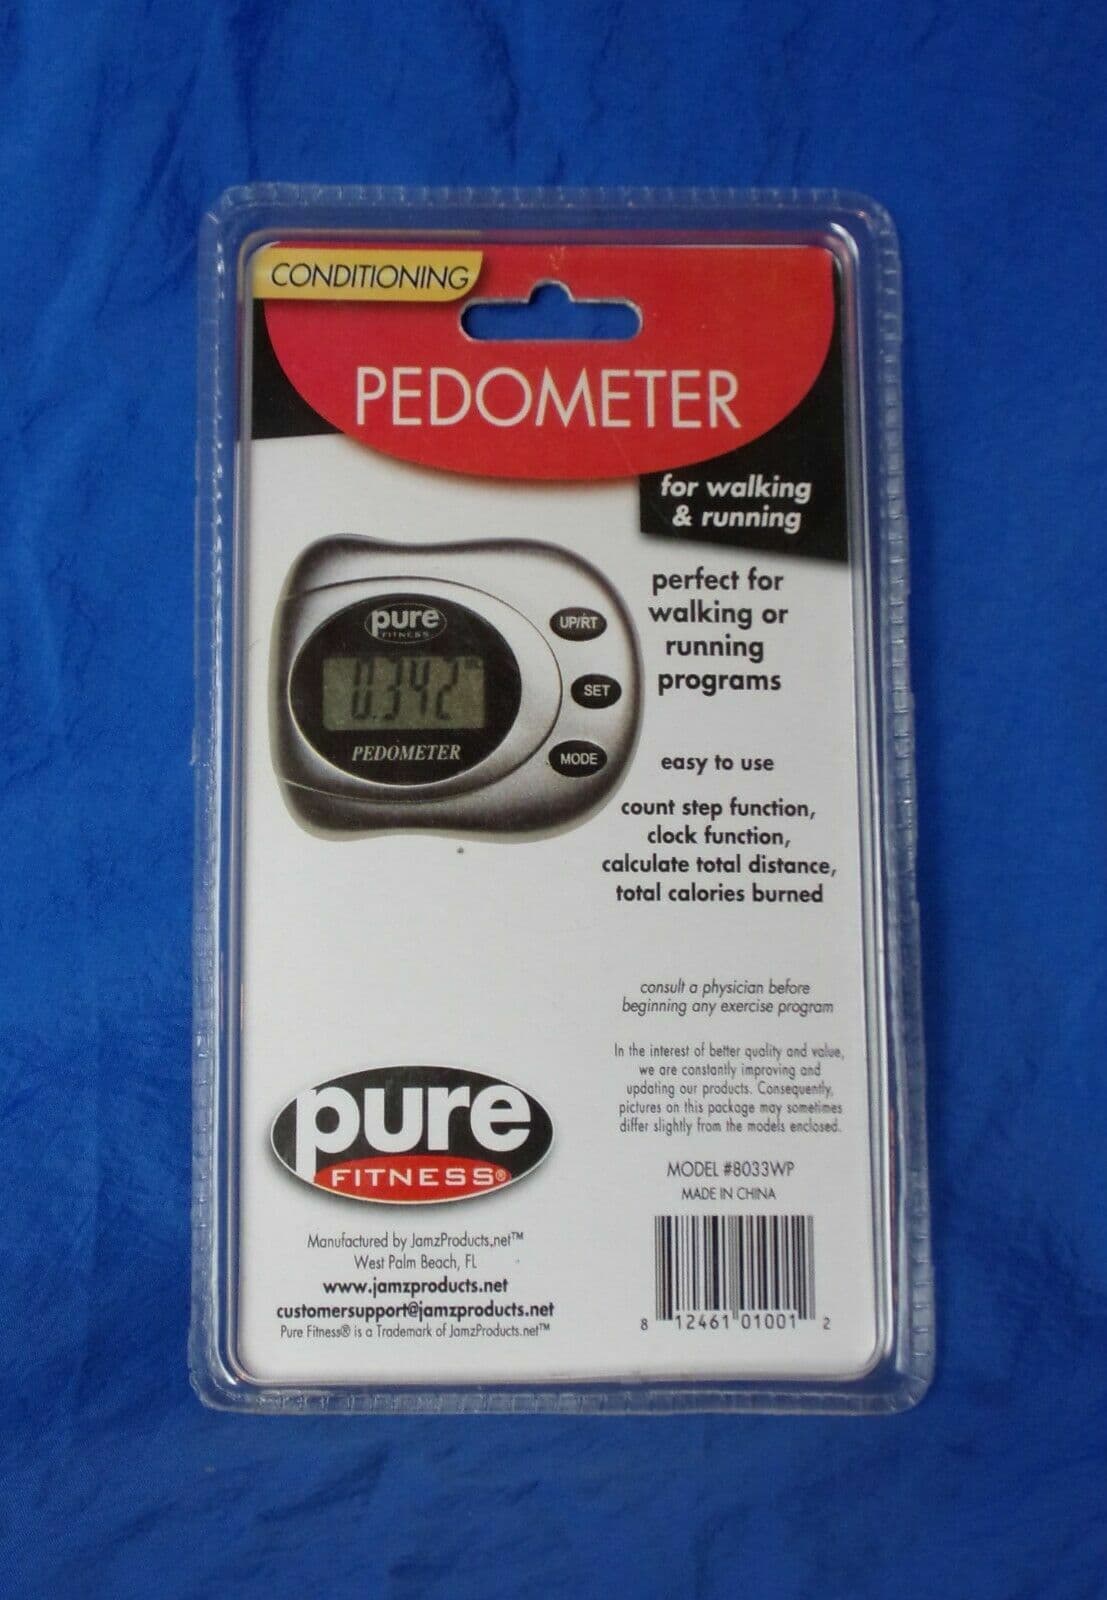 CONDITIONING
PEDOMETER
for walking
& running
perfect for
walking or
running
programs
pure
FITNESS
0.342
PEDOMETER
UP/RT
SET
MODE
easy to use
count step function,
clock function,
calculate total distance,
total calories burned
consult a physician before
beginning any exercise program
In the interest of better quality and value,
we are constantly improving and
updating our products. Consequently,
pictures on this package may sometimes
differ slightly from the models enclosed.
MODEL #8033WP
MADE IN CHINA
8 12461 01001 2
pure
FITNESS®
Manufactured by JamzProducts.net™
West Palm Beach, FL
www.jamzproducts.net
customersupport@jamzproducts.net
Pure Fitness® is a Trademark of JamzProducts.net™